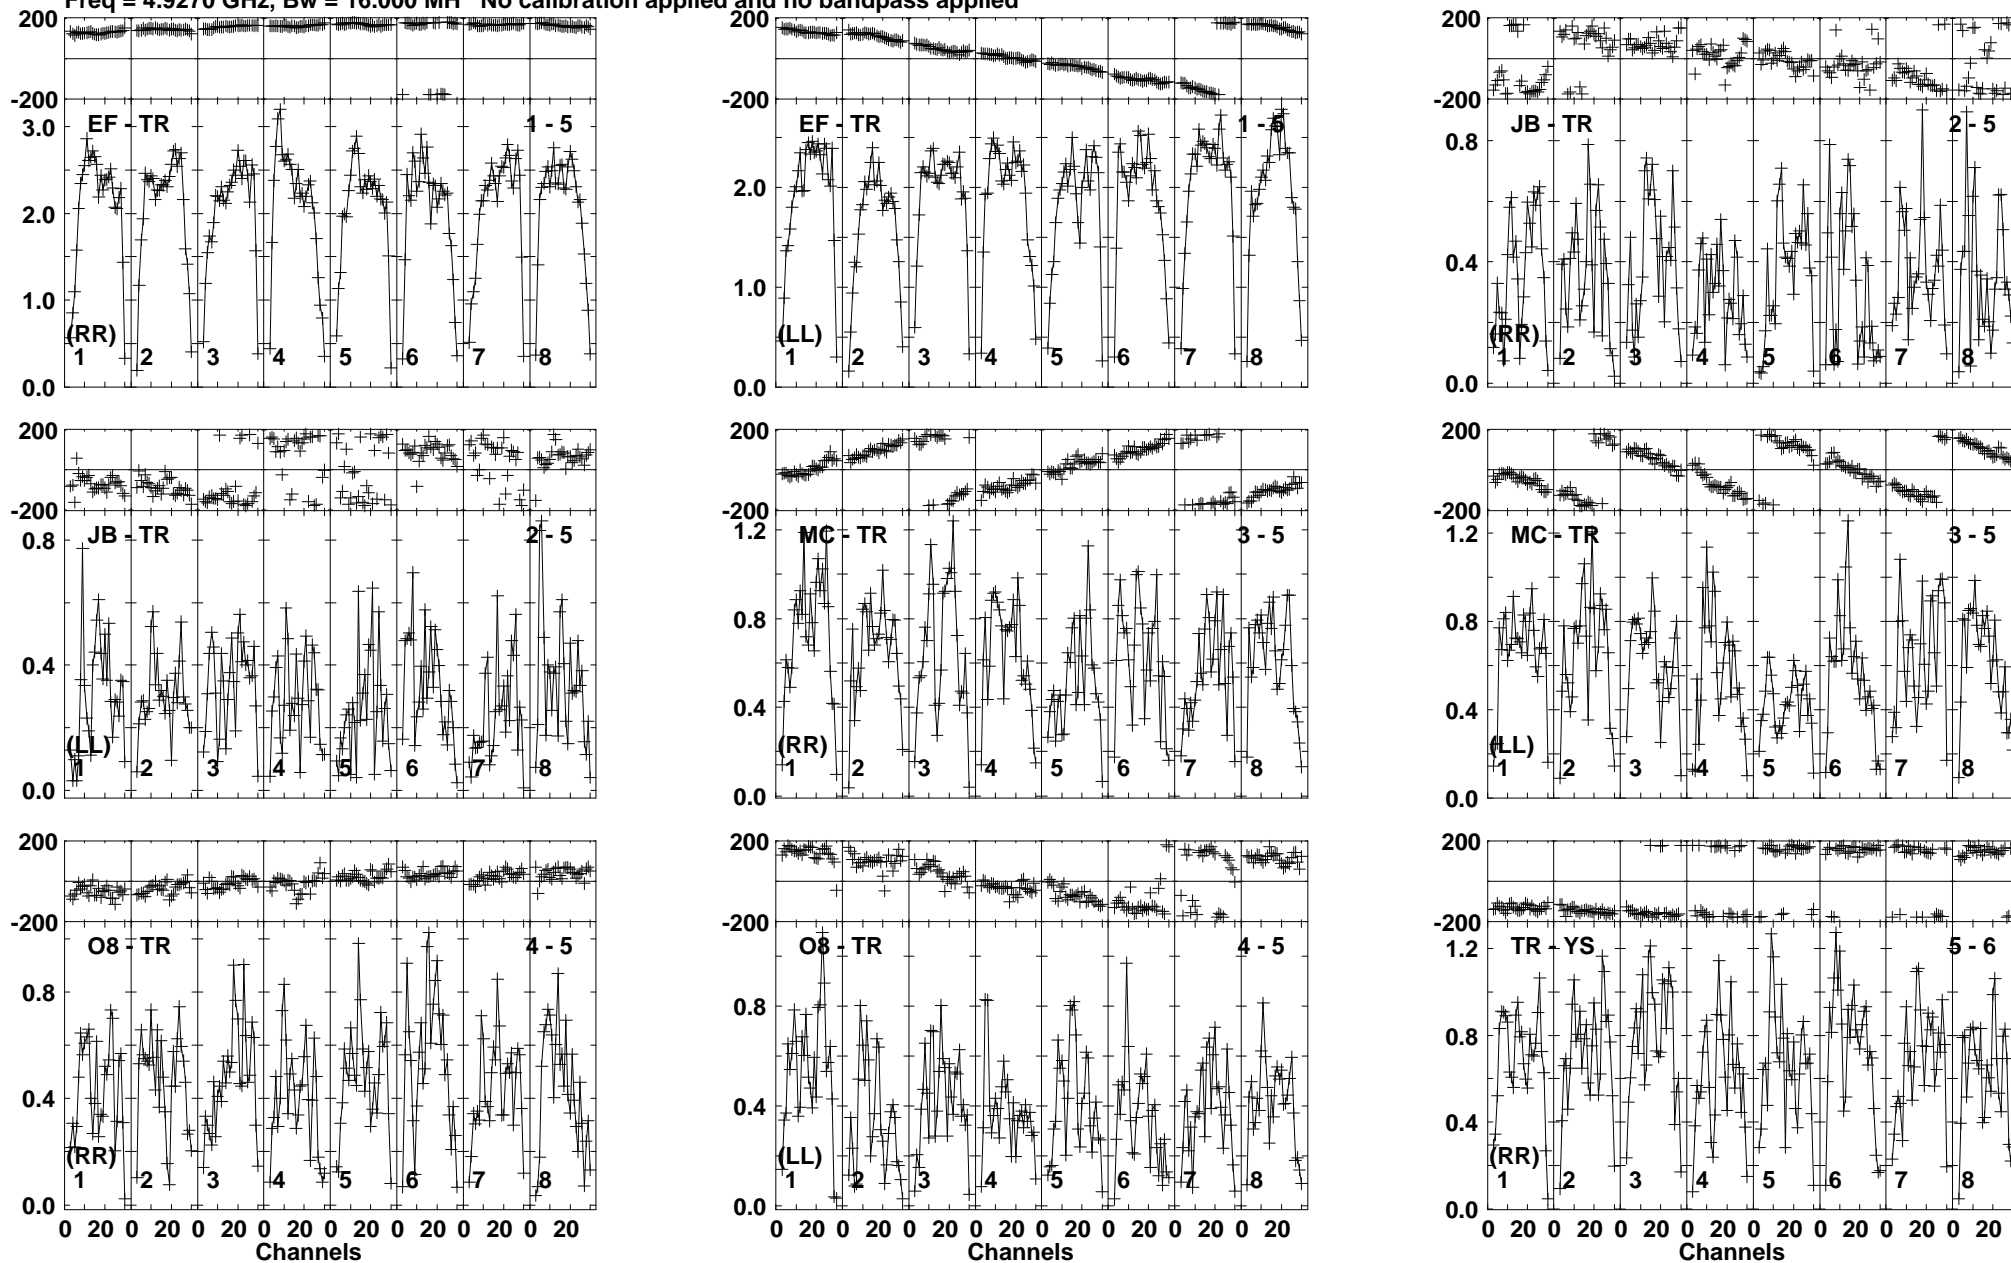 Freq = 4.9270 GHz, Bw = 16.000 MH No calibration applied and no bandpass applied
200 200 200
-200 -200 -200
EF - TR 1 - 5 EF - TR 1 - 5 JB - TR 2 - 5
3.0 2.0 1.0 0.0
2.0 1.0 0.0
0.8 0.4 0.0
(RR) (LL) (RR)
1 2 3 4 5 6 7 8 1 2 3 4 5 6 7 8 1 2 3 4 5 6 7 8
200 200 200
-200 -200 -200
JB - TR 2 - 5 MC - TR 3 - 5 MC - TR 3 - 5
0.8 0.4 0.0
1.2 0.8 0.4 0.0
1.2 0.8 0.4 0.0
(LL) (RR) (LL)
1 2 3 4 5 6 7 8 1 2 3 4 5 6 7 8 1 2 3 4 5 6 7 8
200 200 200
-200 -200 -200
O8 - TR 4 - 5 O8 - TR 4 - 5 TR - YS 5 - 6
0.8 0.4 0.0
0.8 0.4 0.0
1.2 0.8 0.4 0.0
(RR) (LL) (RR)
1 2 3 4 5 6 7 8 1 2 3 4 5 6 7 8 1 2 3 4 5 6 7 8
0 20 0 20 0 20 0 20 0 20 0 20 0 20 0 20 0 20 0 20 0 20 0 20 0 20 0 20 0 20 0 20 0 20 0 20 0 20 0 20 0 20 0 20 0 20 0 20
Channels Channels Channels